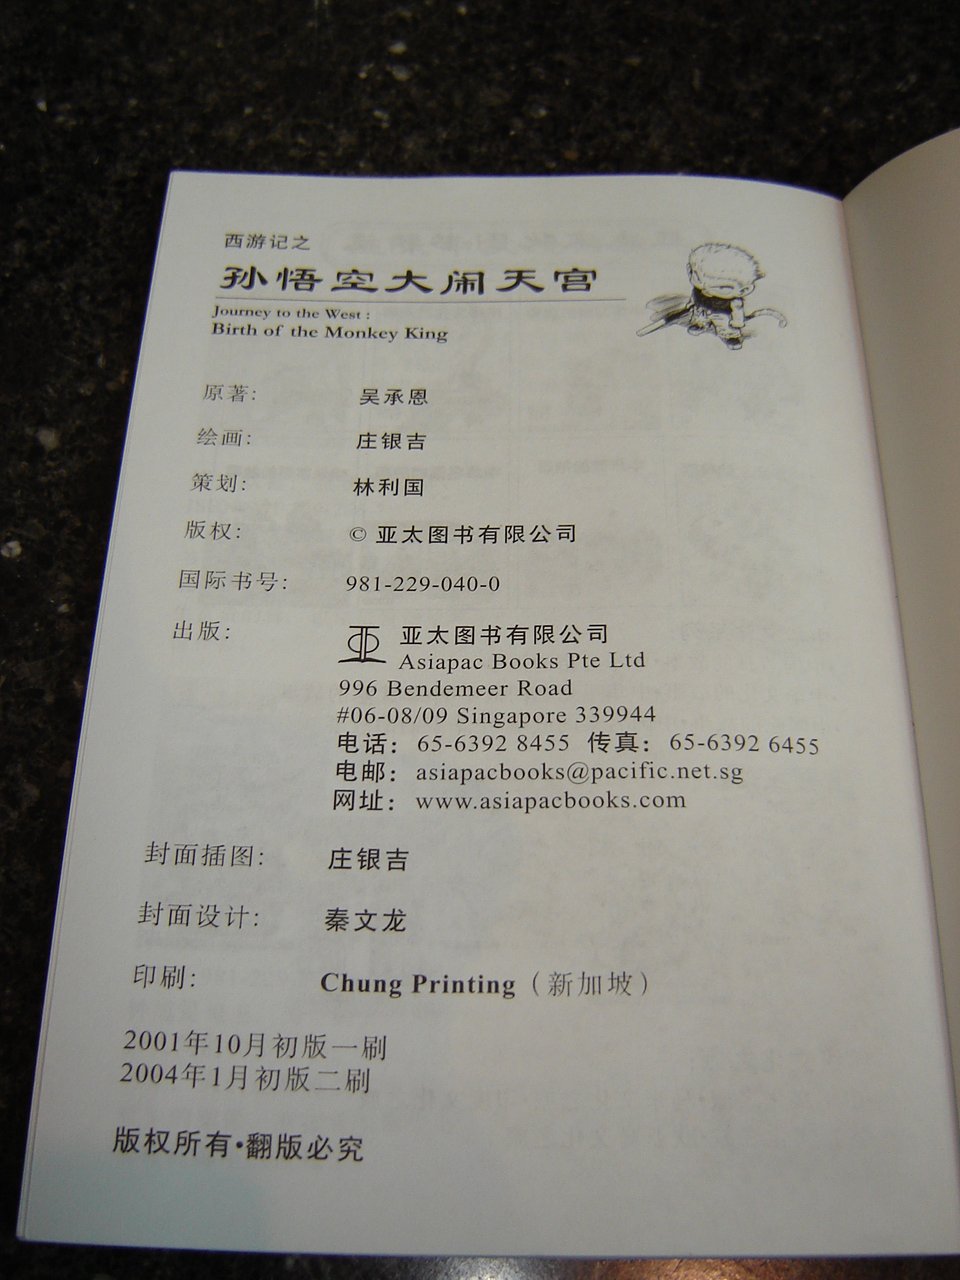 西游记之
孙悟空大闹天宫
Journey to the West :
Birth of the Monkey King
原著: 吴承恩
绘画: 庄银吉
策划: 林利国
版权: © 亚太图书有限公司
国际书号: 981-229-040-0
出版: 亚太图书有限公司
Asiapac Books Pte Ltd
996 Bendemeer Road
#06-08/09 Singapore 339944
电话： 65-6392 8455 传真： 65-6392 6455
电邮： asiapacbooks@pacific.net.sg
网址： www.asiapacbooks.com
封面插图: 庄银吉
封面设计: 秦文龙
印刷: Chung Printing（新加坡）
2001年10月初版一刷
2004年1月初版二刷
版权所有•翻版必究